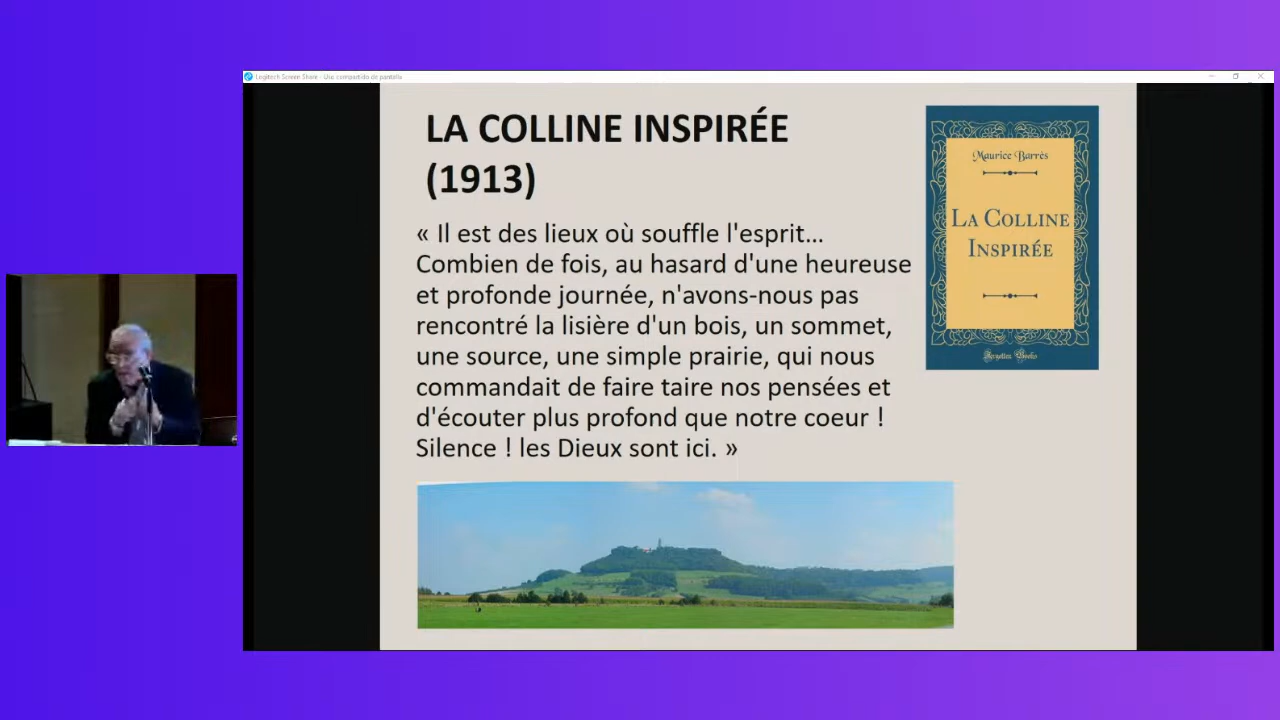 Logitech Screen Share - Uso compartido de pantalla
LA COLLINE INSPIRÉE
(1913)
« Il est des lieux où souffle l'esprit...
Combien de fois, au hasard d'une heureuse
et profonde journée, n'avons-nous pas
rencontré la lisière d'un bois, un sommet,
une source, une simple prairie, qui nous
commandait de faire taire nos pensées et
d'écouter plus profond que notre coeur !
Silence ! les Dieux sont ici. »
Maurice Barrès
LA COLLINE
INSPIRÉE
Forgotten Books